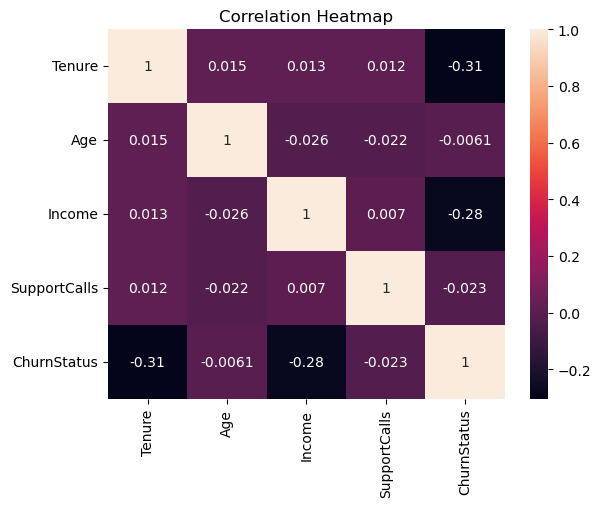 Correlation Heatmap
Tenure 1 0.015 0.013 0.012 -0.31
Age 0.015 1 -0.026 -0.022 -0.0061
Income 0.013 -0.026 1 0.007 -0.28
SupportCalls 0.012 -0.022 0.007 1 -0.023
ChurnStatus -0.31 -0.0061 -0.28 -0.023 1
Tenure Age Income SupportCalls ChurnStatus
1.0
0.8
0.6
0.4
0.2
0.0
−0.2